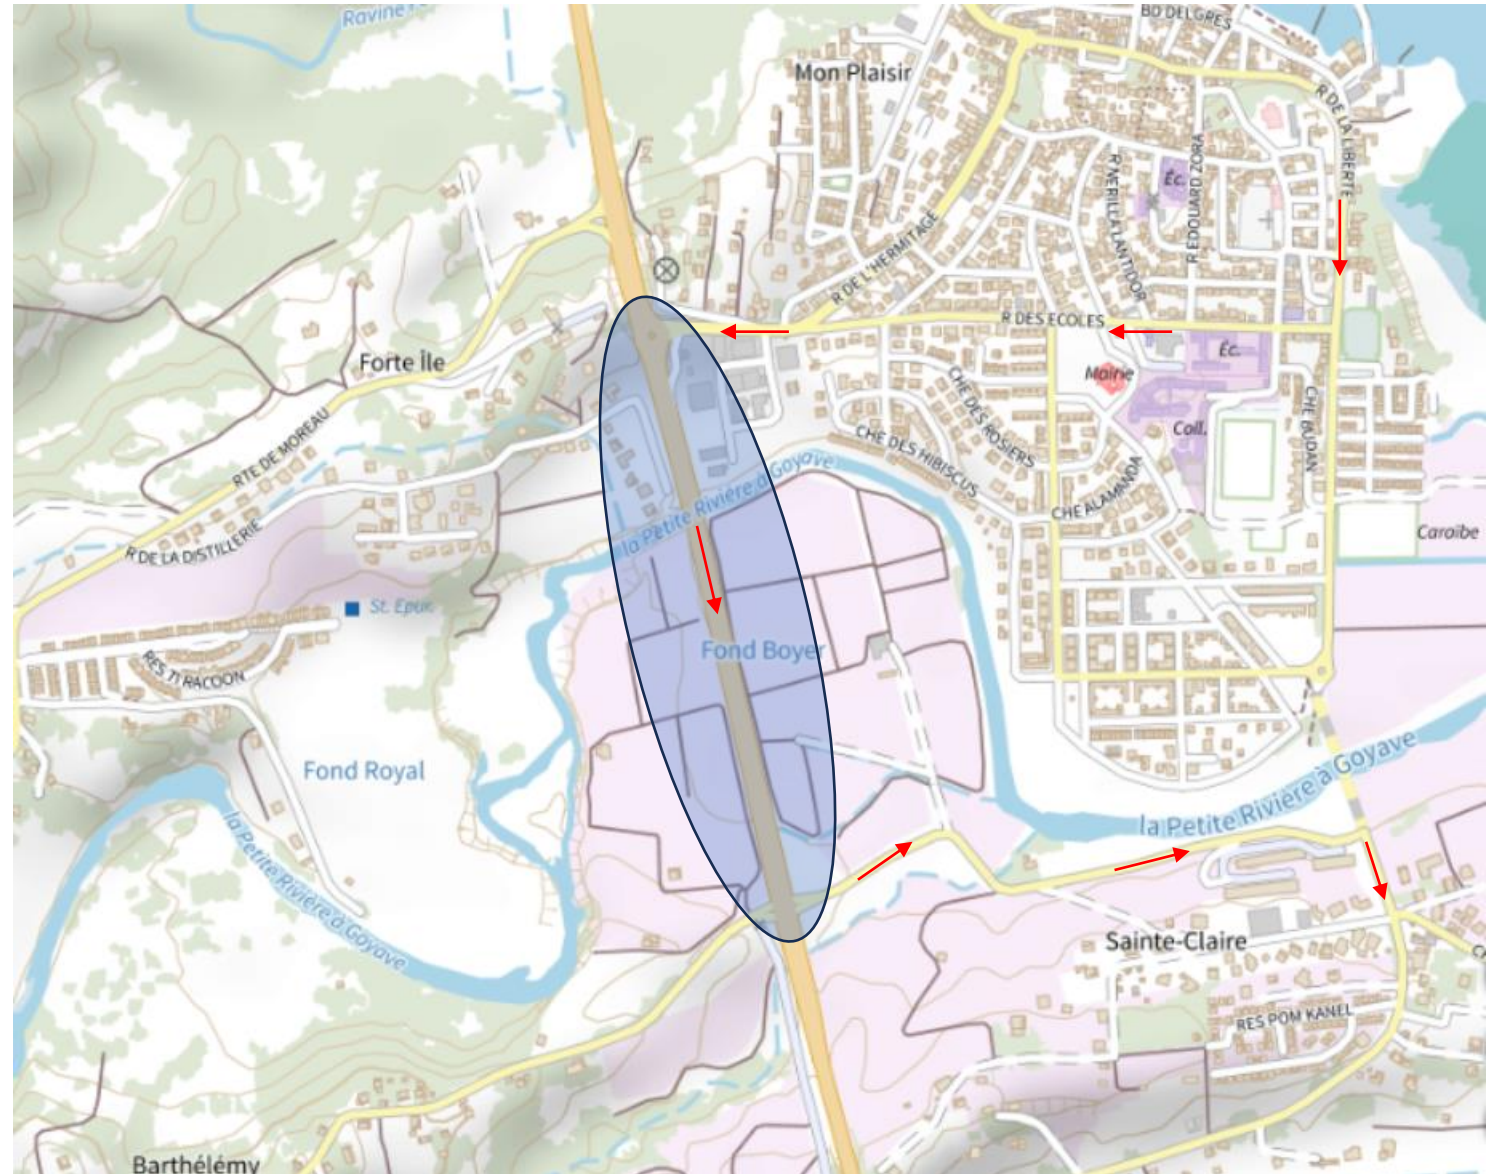 Ravine
BD DELGRES
Mon Plaisir
R DE LA LIBERTÉ
Éc.
R NERILLA LANTIDOR
R EDOUARD ZORA
R DE L'HERMITAGE
R DES ECOLES
Forte Île
Mairie
Éc.
Coll.
CHE DES ROSIERS
CHE BUDAN
RTE DE MOREAU
CHE DES HIBISCUS
la Petite Rivière à Goyave
CHE ALAMINDA
R DE LA DISTILLERIE
Caraïbe
St. Epur.
Fond Boyer
RES TI RACOON
Fond Royal
la Petite Rivière à Goyave
la Petite Rivière à Goyave
Sainte-Claire
RES POM KANEL
Barthélémy